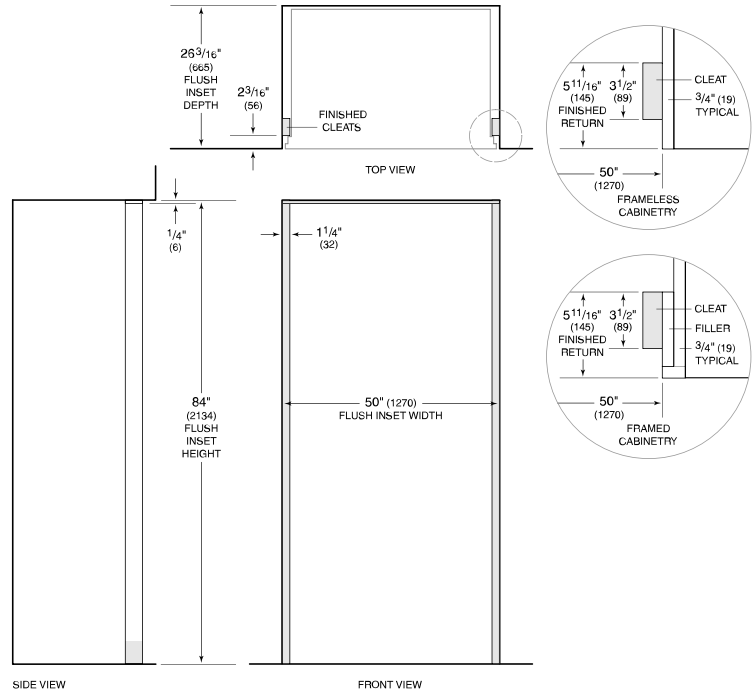 26 3/16"
(665)
FLUSH
INSET
DEPTH
2 3/16"
(56)
FINISHED
CLEATS
TOP VIEW
5 11/16"
(145)
FINISHED
RETURN
3 1/2"
(89)
CLEAT
3/4" (19)
TYPICAL
50"
(1270)
FRAMELESS
CABINETRY
1/4"
(6)
1 1/4"
(32)
5 11/16"
(145)
FINISHED
RETURN
3 1/2"
(89)
CLEAT
FILLER
3/4" (19)
TYPICAL
50"
(1270)
FRAMED
CABINETRY
84"
(2134)
FLUSH
INSET
HEIGHT
50" (1270)
FLUSH INSET WIDTH
SIDE VIEW
FRONT VIEW